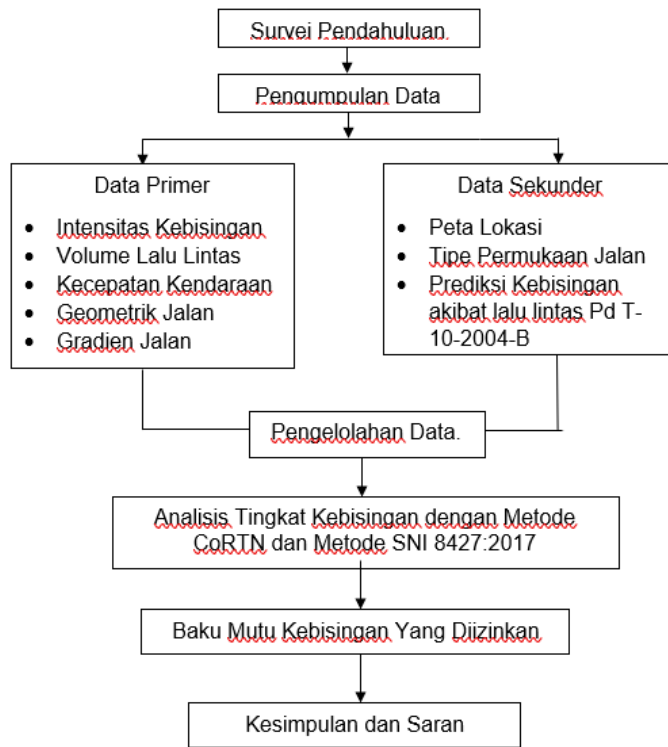 Survei Pendahuluan
Pengumpulan Data
Data Primer
• Intensitas Kebisingan
• Volume Lalu Lintas
• Kecepatan Kendaraan
• Geometrik Jalan
• Gradien Jalan
Data Sekunder
• Peta Lokasi
• Tipe Permukaan Jalan
• Prediksi Kebisingan
akibat lalu lintas Pd T-
10-2004-B
Pengelolahan Data.
Analisis Tingkat Kebisingan dengan Metode
CoRTN dan Metode SNI 8427:2017
Baku Mutu Kebisingan Yang Diizinkan
Kesimpulan dan Saran